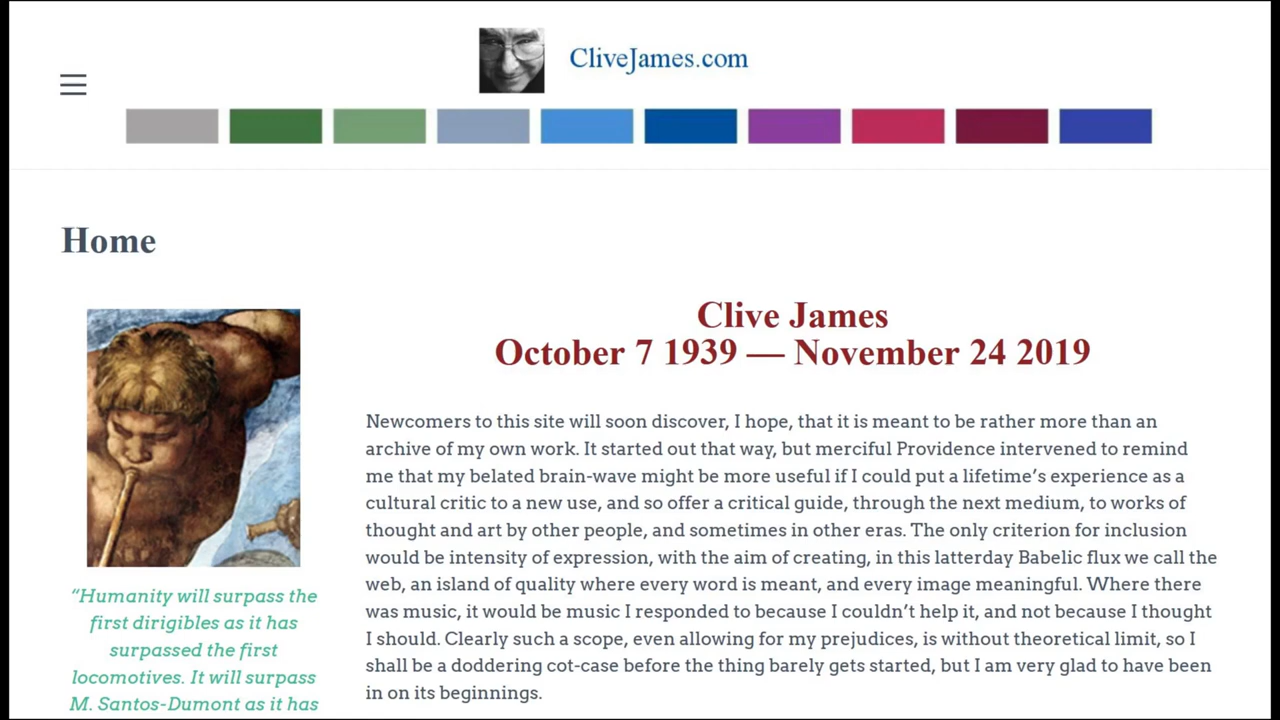 CliveJames.com
Home
Clive James
October 7 1939 — November 24 2019
Newcomers to this site will soon discover, I hope, that it is meant to be rather more than an
archive of my own work. It started out that way, but merciful Providence intervened to remind
me that my belated brain-wave might be more useful if I could put a lifetime’s experience as a
cultural critic to a new use, and so offer a critical guide, through the next medium, to works of
thought and art by other people, and sometimes in other eras. The only criterion for inclusion
would be intensity of expression, with the aim of creating, in this latterday Babelic flux we call the
web, an island of quality where every word is meant, and every image meaningful. Where there
was music, it would be music I responded to because I couldn’t help it, and not because I thought
I should. Clearly such a scope, even allowing for my prejudices, is without theoretical limit, so I
shall be a doddering cot-case before the thing barely gets started, but I am very glad to have been
in on its beginnings.
“Humanity will surpass the
first dirigibles as it has
surpassed the first
locomotives. It will surpass
M. Santos-Dumont as it has